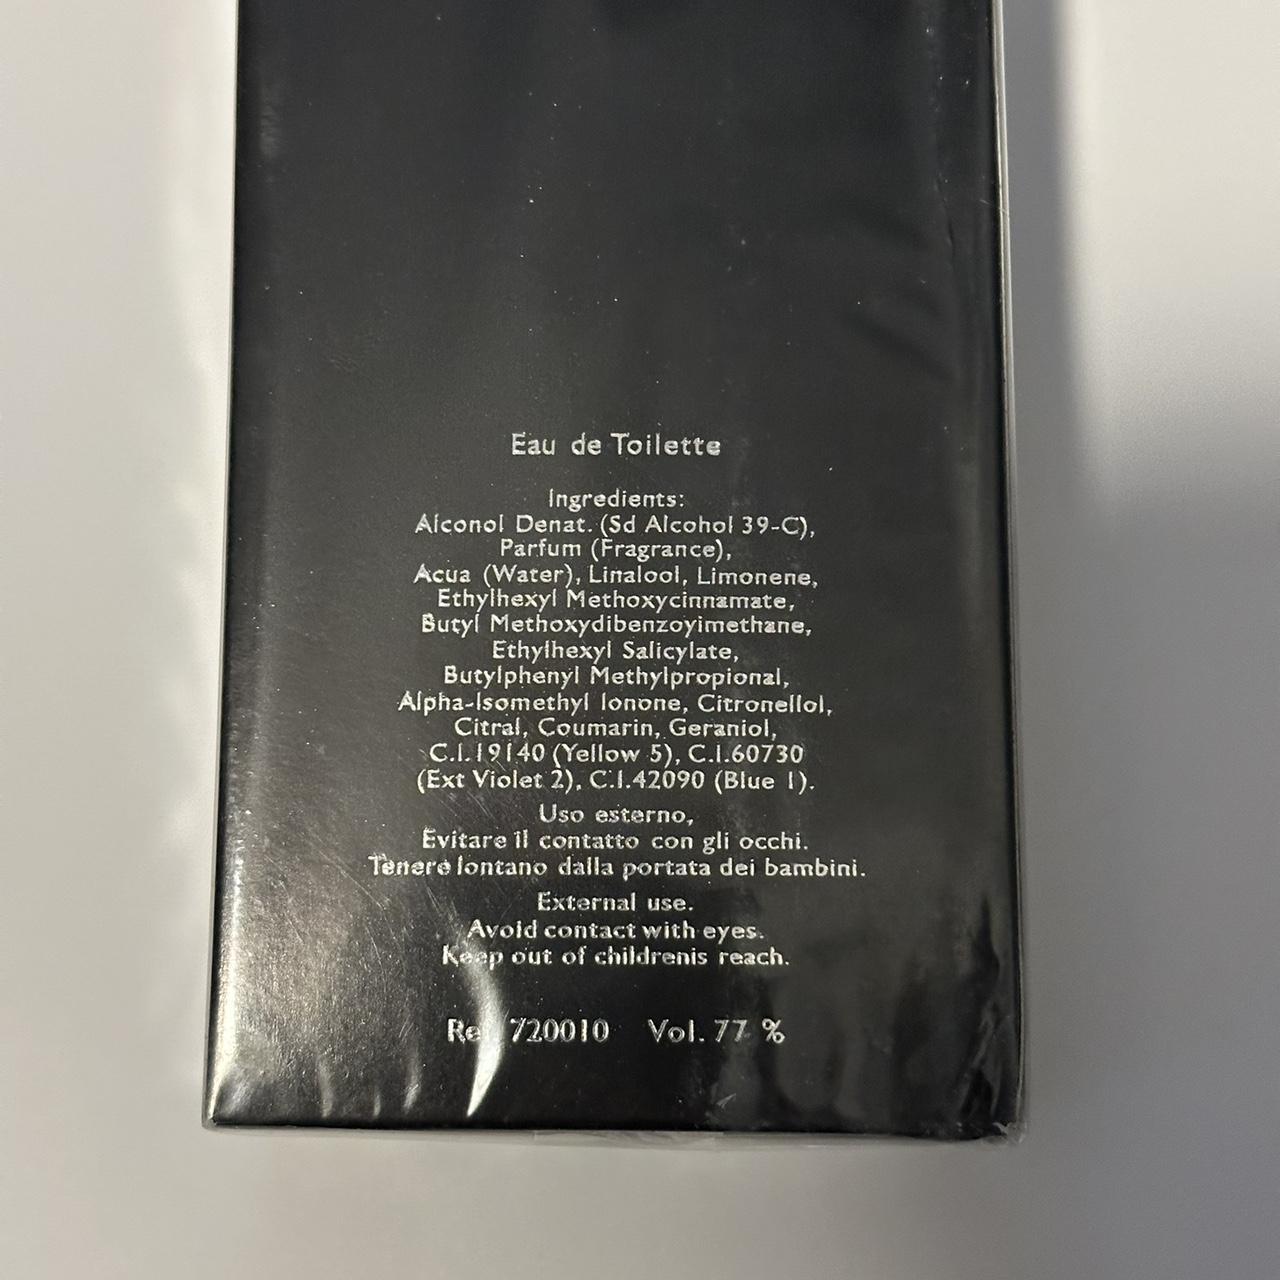 Eau de Toilette
Ingredients:
Alconol Denat. (Sd Alcohol 39-C),
Parfum (Fragrance),
Acua (Water), Linalool, Limonene,
Ethylhexyl Methoxycinnamate,
Butyl Methoxydibenzoyimethane,
Ethylhexyl Salicylate,
Butylphenyl Methylpropional,
Alpha-Isomethyl Ionone, Citronellol,
Citral, Coumarin, Geraniol,
C.I.19140 (Yellow 5), C.I.60730
(Ext Violet 2), C.I.42090 (Blue 1).
Uso esterno,
Evitare il contatto con gli occhi.
Tenere lontano dalla portata dei bambini.
External use.
Avoid contact with eyes.
Keep out of childrenis reach.
720010 Vol. 77 %